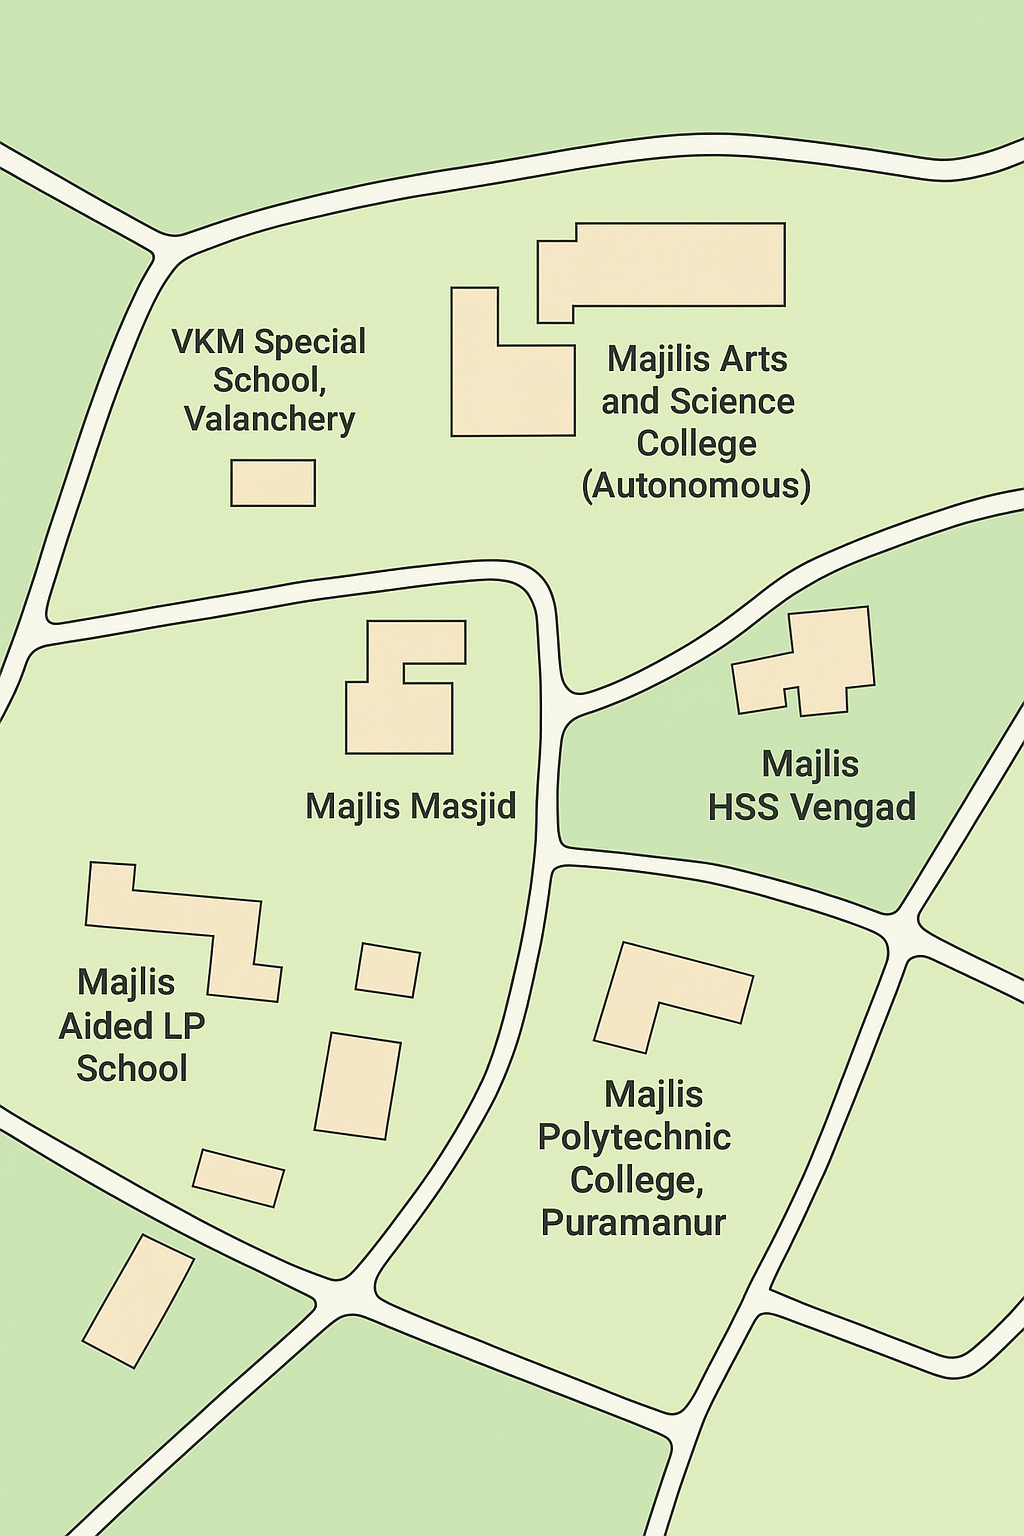 VKM Special
School,
Valanchery
Majilis Arts
and Science
College
(Autonomous)
Majlis Masjid
Majlis
HSS Vengad
Majlis
Aided LP
School
Majlis
Polytechnic
College,
Puramanur